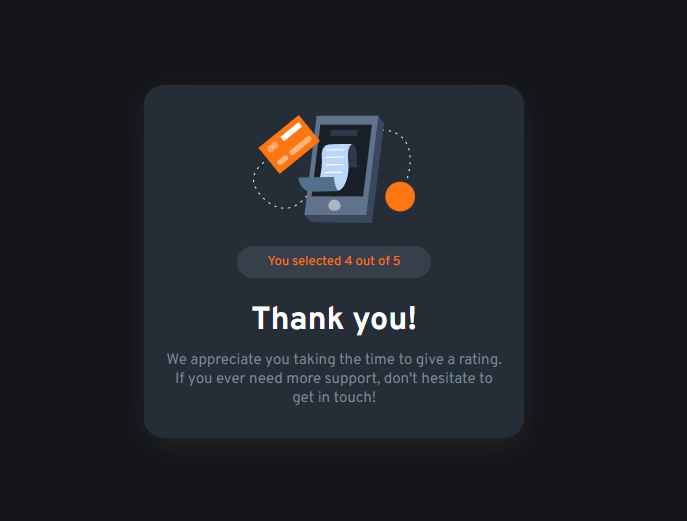 You selected 4 out of 5
Thank you!
We appreciate you taking the time to give a rating.
If you ever need more support, don't hesitate to
get in touch!